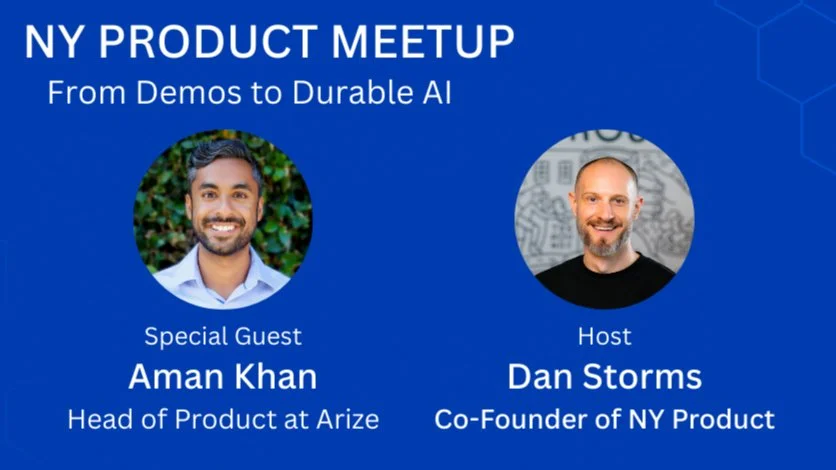 NY PRODUCT MEETUP
From Demos to Durable AI
Special Guest
Aman Khan
Head of Product at Arize
Host
Dan Storms
Co-Founder of NY Product